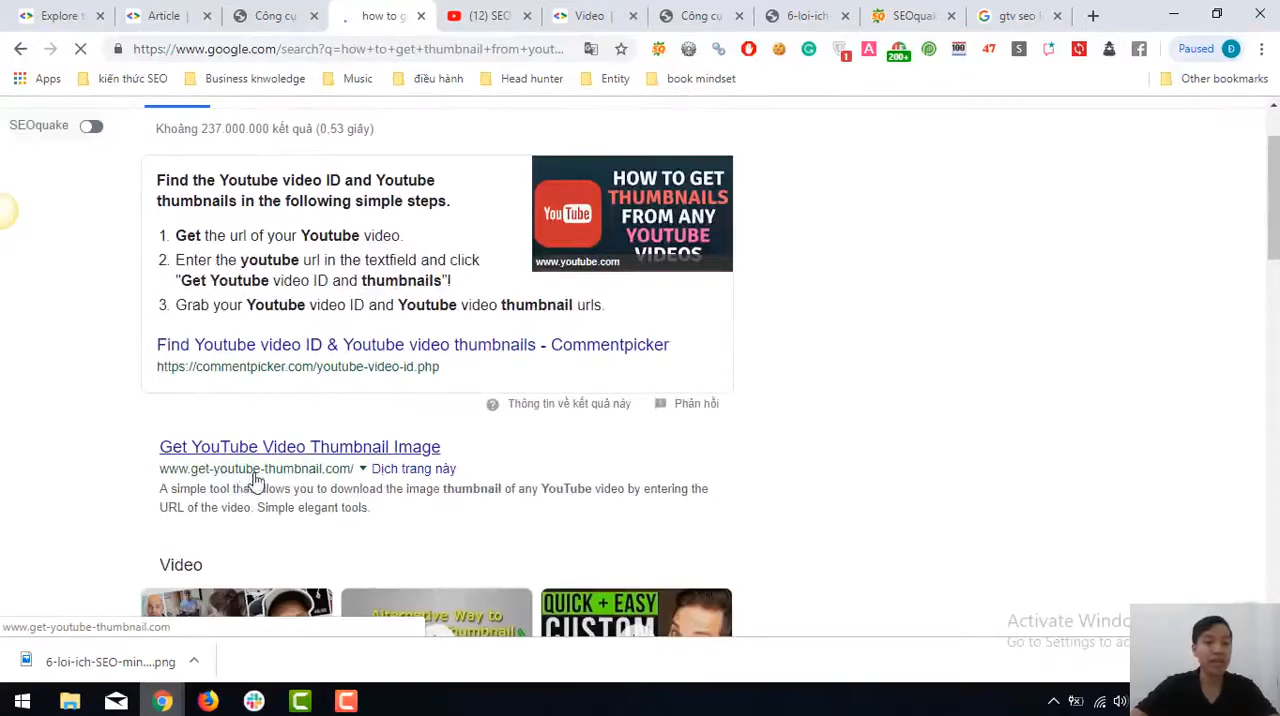 Explore t
Article
Công cụ
how to g
(12) SEO
Video |
Công cụ
6-loi-ich-
SEOquak
gtv seo l
https://www.google.com/search?q=how+to+get+thumbnail+from+yout...
1
200+
100
47
S
Paused
Đ
Apps
kiến thức SEO
Business knwoledge
Music
điều hành
Head hunter
Entity
book mindset
Other bookmarks
SEOquake
Khoảng 237.000.000 kết quả (0,53 giây)
Find the Youtube video ID and Youtube
thumbnails in the following simple steps.
1. Get the url of your Youtube video.
2. Enter the youtube url in the textfield and click
"Get Youtube video ID and thumbnails"!
3. Grab your Youtube video ID and Youtube video thumbnail urls.
HOW TO GET
THUMBNAILS
FROM ANY
YOUTUBE
VIDEOS
YouTube
www.youtube.com
Find Youtube video ID & Youtube video thumbnails - Commentpicker
https://commentpicker.com/youtube-video-id.php
Thông tin về kết quả này
Phản hồi
Get YouTube Video Thumbnail Image
www.get-youtube-thumbnail.com/
Dịch trang này
A simple tool that allows you to download the image thumbnail of any YouTube video by entering the
URL of the video. Simple elegant tools.
Video
Alternative Way to
Thumbnail
QUICK + EASY
CUSTOM
www.get-youtube-thumbnail.com
Activate Windo
Go to Settings to ac
6-loi-ich-SEO-min....png